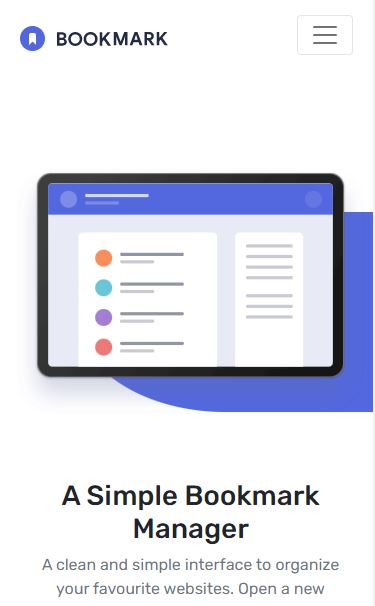 BOOKMARK
A Simple Bookmark
Manager
A clean and simple interface to organize
your favourite websites. Open a new